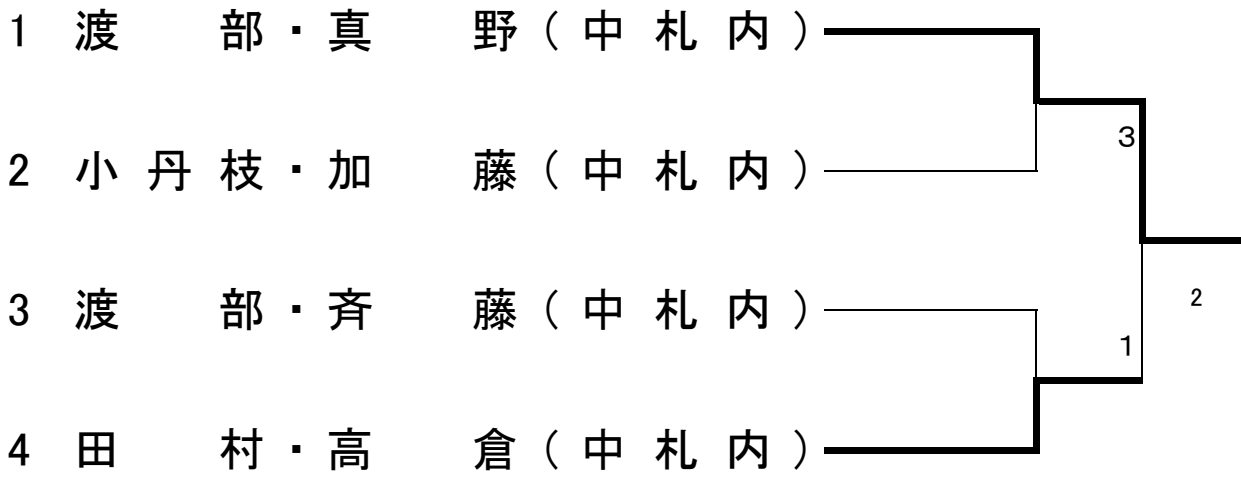 1 渡 部・真 野(中札内)
3
2 小丹枝・加 藤(中札内)
3 渡 部・斉 藤(中札内)
2
1
4 田 村・高 倉(中札内)